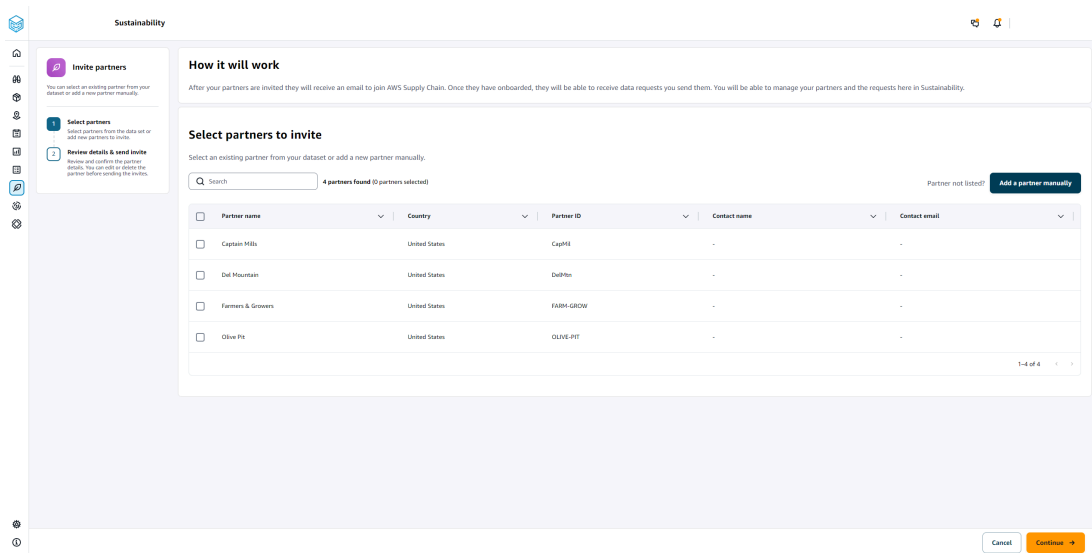 Sustainability
Invite partners
You can select an existing partner from your
dataset or add a new partner manually.
1
Select partners
Select partners from the data set or
add new partners to invite.
2
Review details & send invite
Review and confirm the partner
details. You can edit or delete the
partner before sending the invites.
How it will work
After your partners are invited they will receive an email to join AWS Supply Chain. Once they have onboarded, they will be able to receive data requests you send them. You will be able to manage your partners and the requests here in Sustainability.
Select partners to invite
Select an existing partner from your dataset or add a new partner manually.
Search 4 partners found (0 partners selected) Partner not listed? Add a partner manually
Partner name Country Partner ID Contact name Contact email
Captain Mills United States CapMil - -
Del Mountain United States DelMtn - -
Farmers & Growers United States FARM-GROW - -
Olive Pit United States OLIVE-PIT - -
1–4 of 4
Cancel Continue